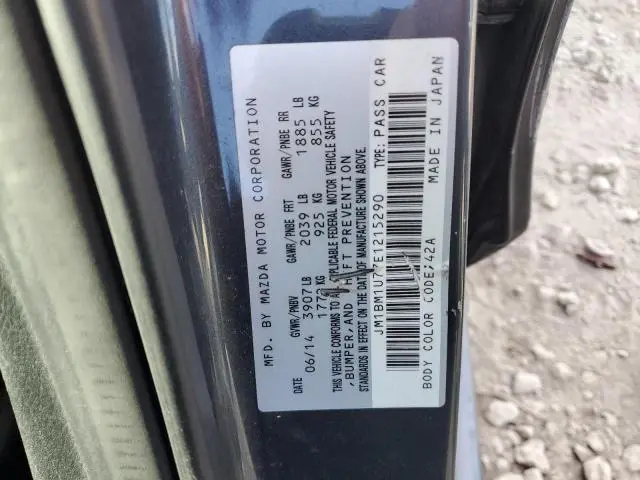 MFD. BY MAZDA MOTOR CORPORATION
DATE GVWR/PNBV GAWR/PNBE FRT GAWR/PNBE RR
06/14 3907 LB 2039 LB 1885 LB
1772 KG 925 KG 855 KG
THIS VEHICLE CONFORMS TO ALL APPLICABLE FEDERAL MOTOR VEHICLE SAFETY
, BUMPER, AND THEFT PREVENTION
STANDARDS IN EFFECT ON THE DATE OF MANUFACTURE SHOWN ABOVE.
JM1BM1U77E1215290 TYPE: PASS CAR
BODY COLOR CODE: 42A MADE IN JAPAN